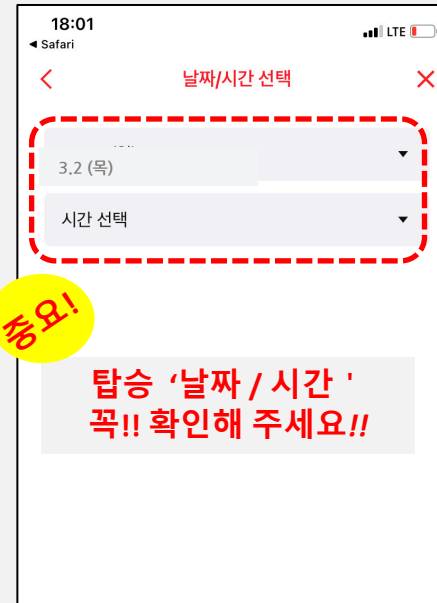 18:01
LTE
◀ Safari
날짜/시간 선택
3.2 (목)
시간 선택
중요!
탑승 ‘날짜 / 시간 '
꼭!! 확인해 주세요!!